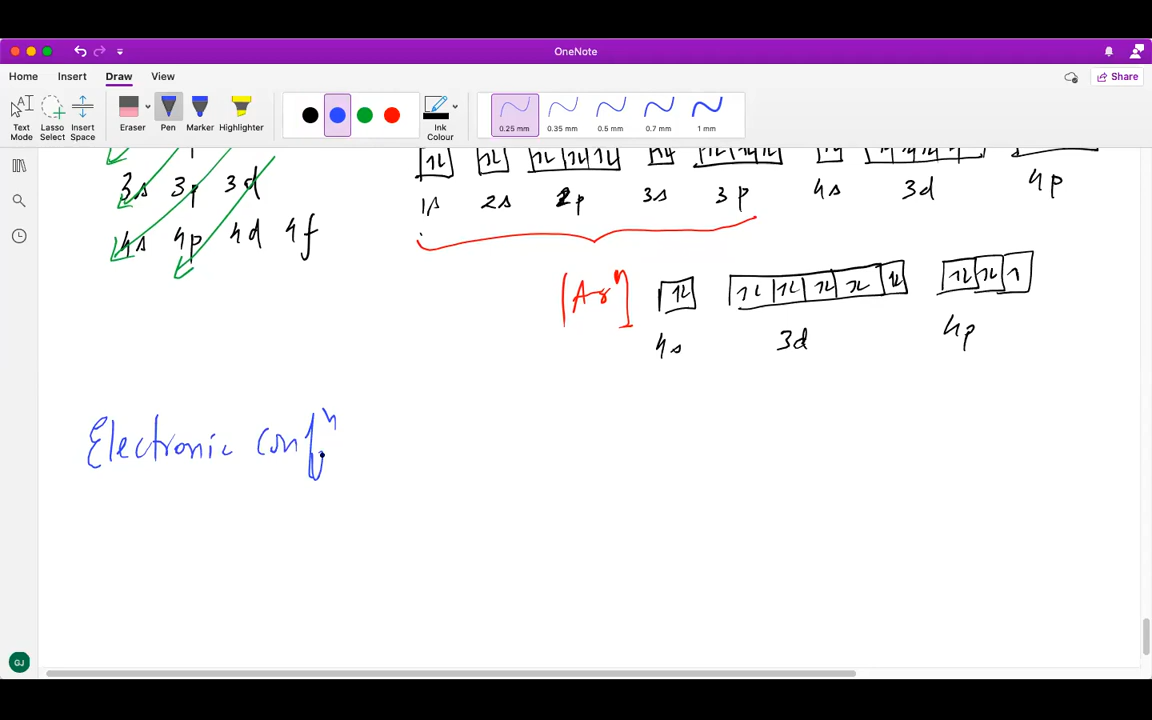 OneNote
Home Insert Draw View
Share
Text Mode Lasso Select Insert Space Eraser Pen Marker Highlighter Ink Colour 0.25 mm 0.35 mm 0.5 mm 0.7 mm 1 mm
3s 3p 3d
1s 2s 2p 3s 3p 4s 3d 4p
4s 4p 4d 4f
[Ar]
4s 3d 4p
Electronic confⁿ
GJ